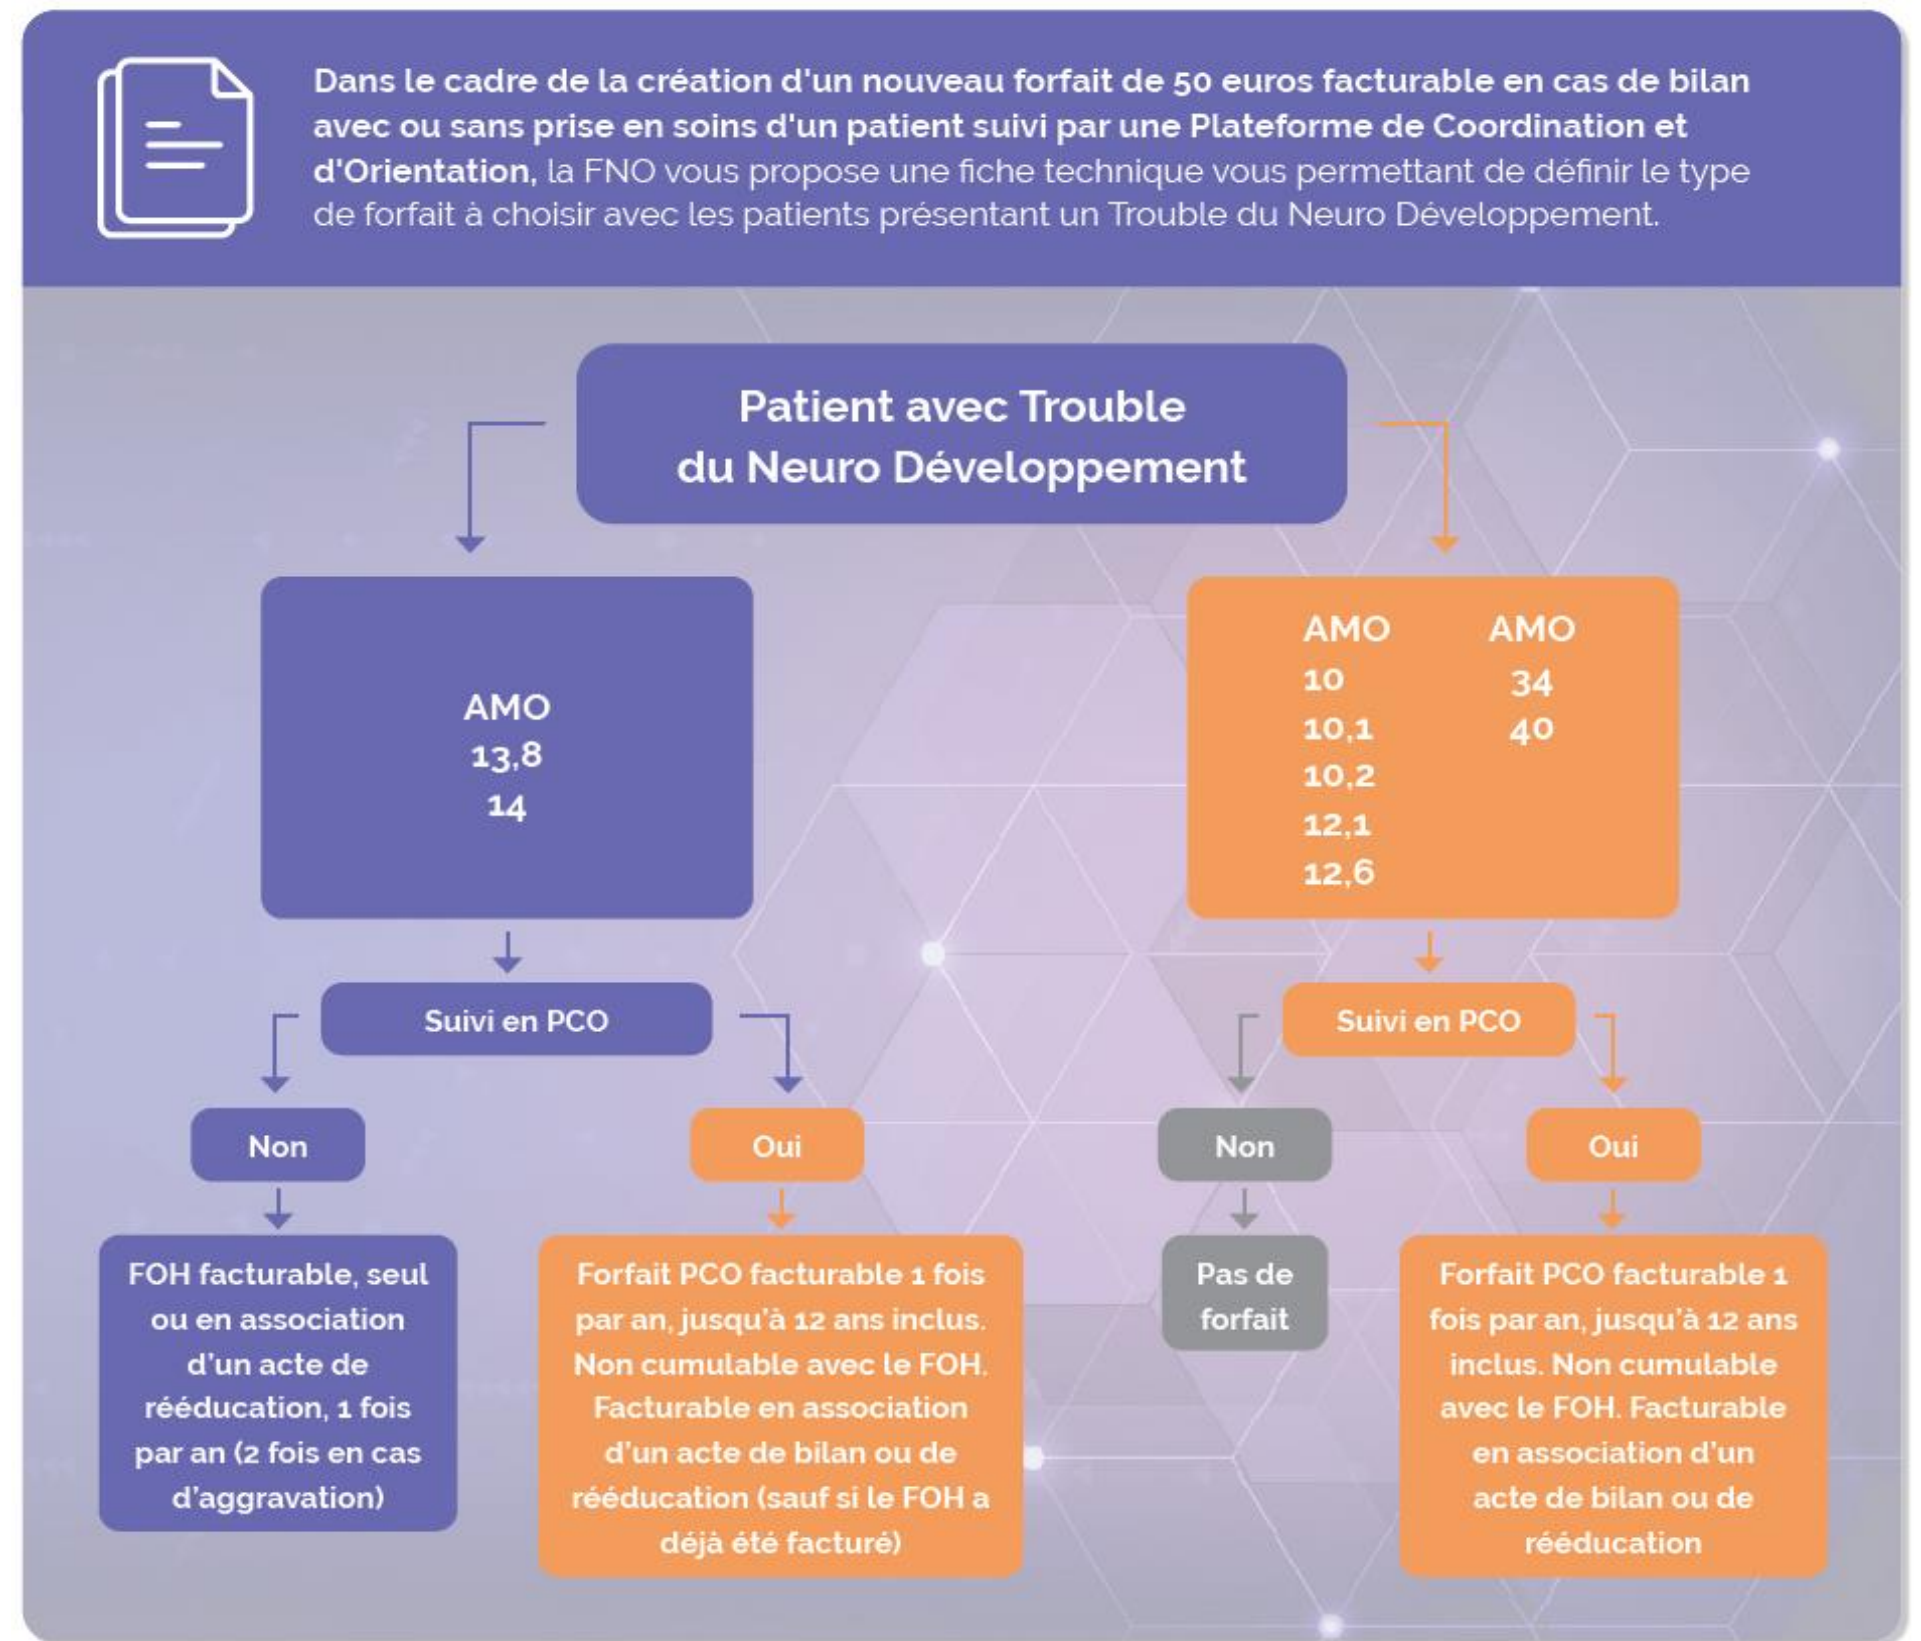 Dans le cadre de la création d'un nouveau forfait de 50 euros facturable en cas de bilan
avec ou sans prise en soins d'un patient suivi par une Plateforme de Coordination et
d'Orientation, la FNO vous propose une fiche technique vous permettant de définir le type
de forfait à choisir avec les patients présentant un Trouble du Neuro Développement.
Patient avec Trouble
du Neuro Développement
AMO
13,8
14
AMO
10
10,1
10,2
12,1
12,6
AMO
34
40
Suivi en PCO
Non
Oui
FOH facturable, seul
ou en association
d'un acte de
rééducation, 1 fois
par an (2 fois en cas
d'aggravation)
Forfait PCO facturable 1 fois
par an, jusqu'à 12 ans inclus.
Non cumulable avec le FOH.
Facturable en association
d'un acte de bilan ou de
rééducation (sauf si le FOH a
déjà été facturé)
Suivi en PCO
Non
Oui
Pas de
forfait
Forfait PCO facturable 1
fois par an, jusqu'à 12 ans
inclus. Non cumulable
avec le FOH. Facturable
en association d'un
acte de bilan ou de
rééducation